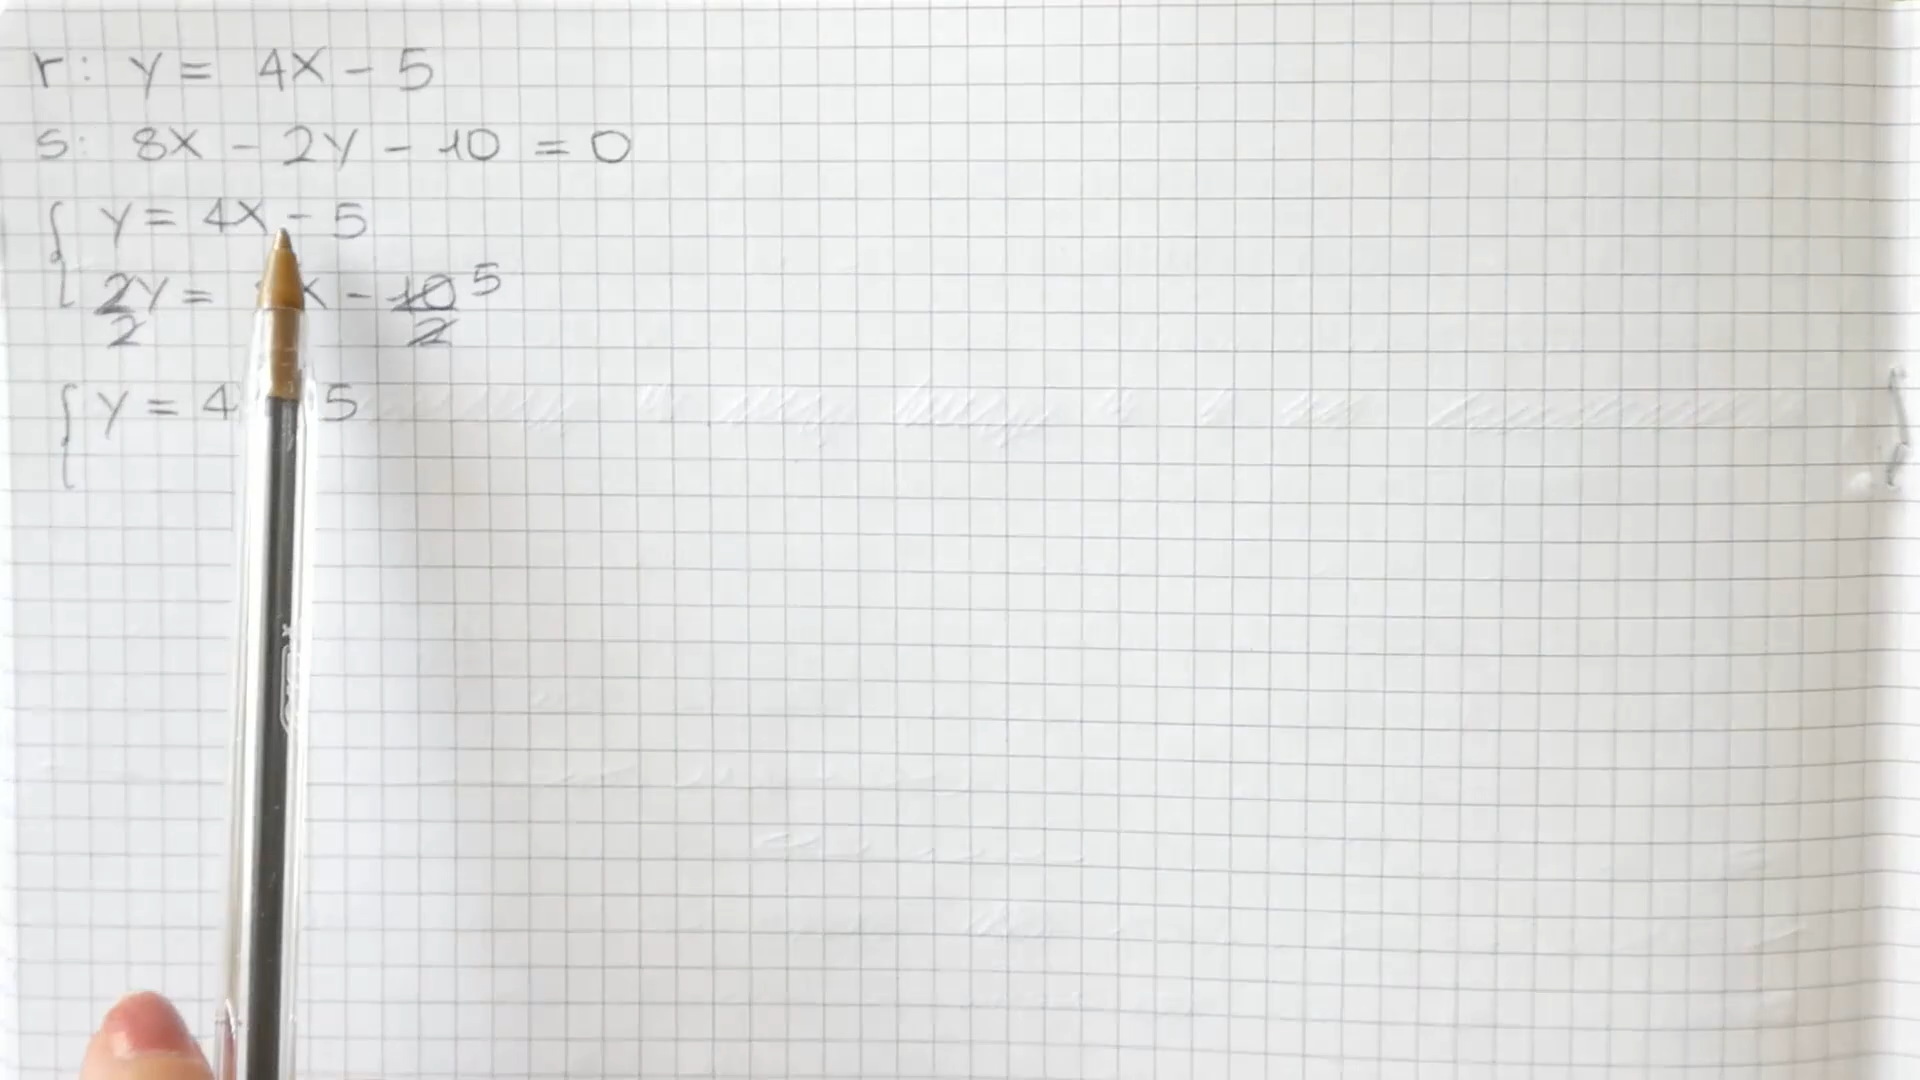 r: y = 4x - 5
s: 8x - 2y - 10 = 0
{ y = 4x - 5
2y = x - 10 5
2 2
{ y = 4 5